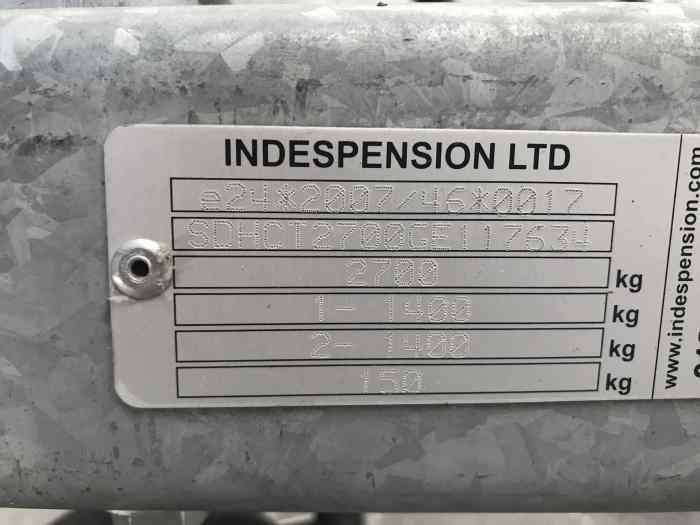 INDESPENSION LTD
e24*2007/46*0017
SDHCT2700GE117634
2700 kg
1- 1400 kg
2- 1400 kg
150 kg
www.indespension.com